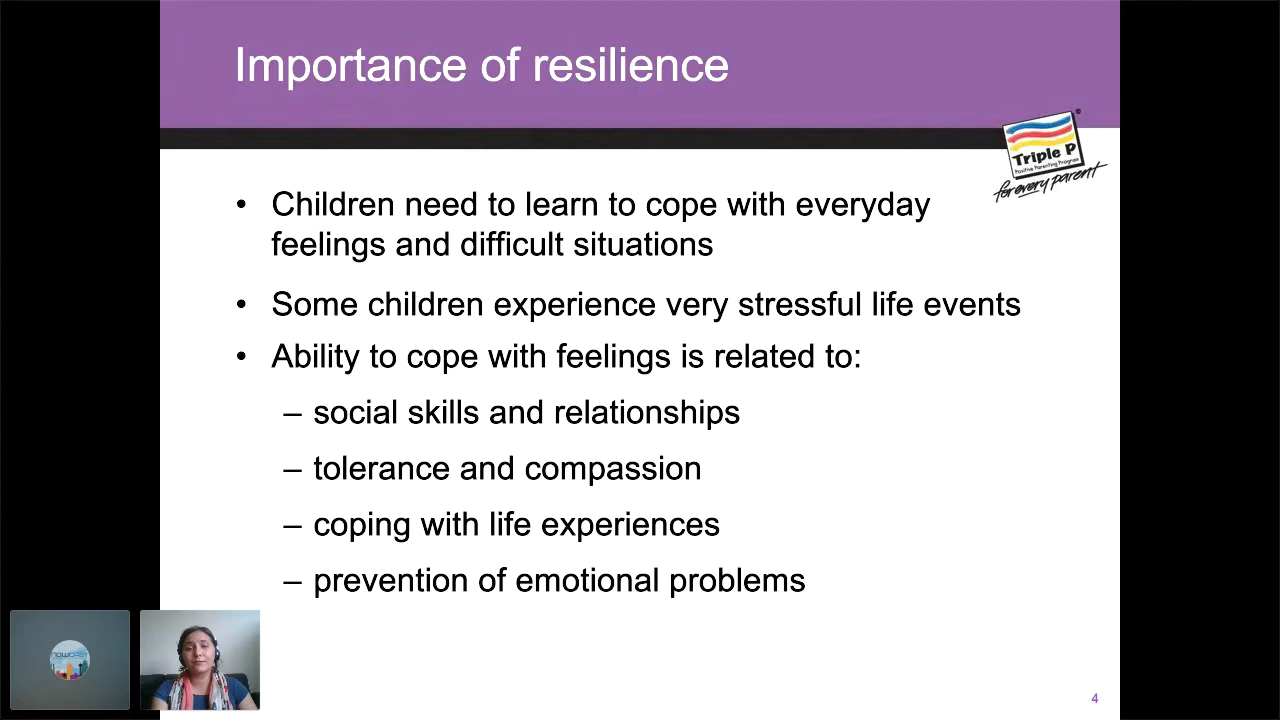 Importance of resilience
Triple P
Positive Parenting Program
for every parent
• Children need to learn to cope with everyday
feelings and difficult situations
• Some children experience very stressful life events
• Ability to cope with feelings is related to:
– social skills and relationships
– tolerance and compassion
– coping with life experiences
– prevention of emotional problems
NOWCAST
4